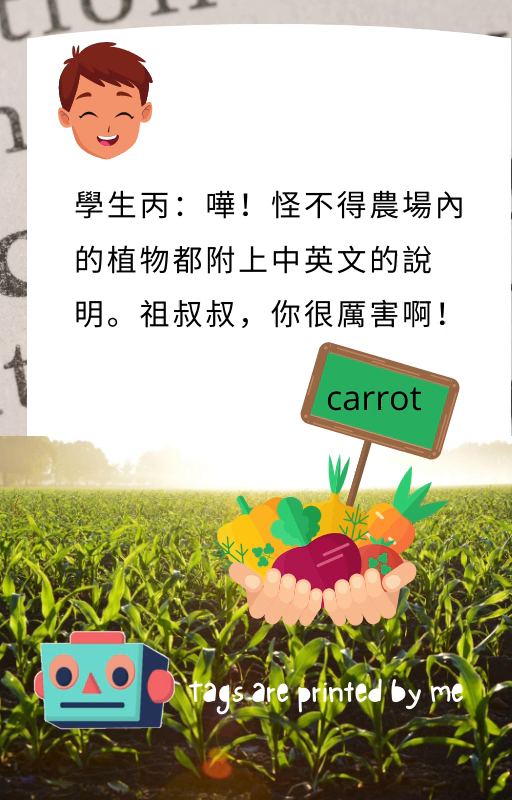 學生丙：嘩！怪不得農場內
的植物都附上中英文的說
明。祖叔叔，你很厲害啊！
carrot
tags are printed by me